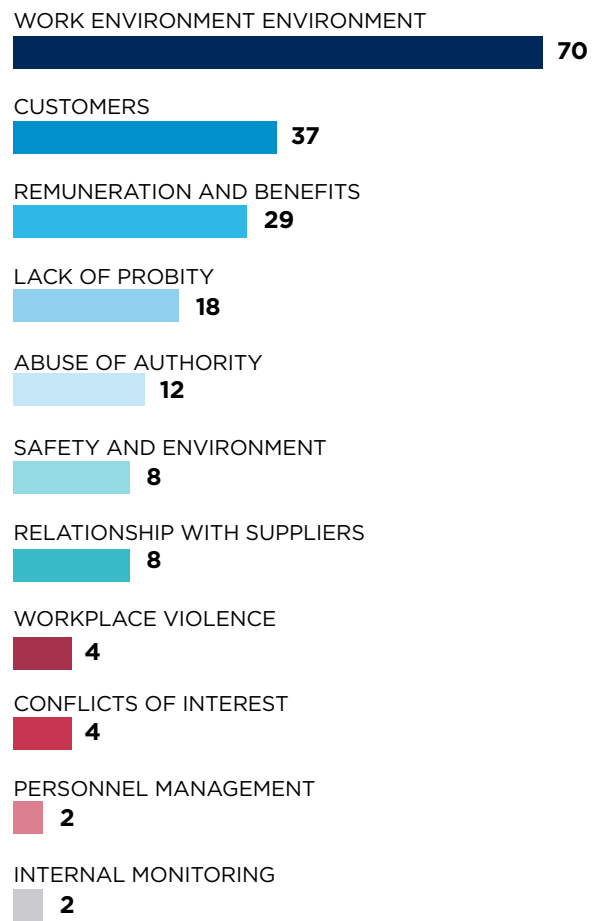 WORK ENVIRONMENT ENVIRONMENT
70
CUSTOMERS
37
REMUNERATION AND BENEFITS
29
LACK OF PROBITY
18
ABUSE OF AUTHORITY
12
SAFETY AND ENVIRONMENT
8
RELATIONSHIP WITH SUPPLIERS
8
WORKPLACE VIOLENCE
4
CONFLICTS OF INTEREST
4
PERSONNEL MANAGEMENT
2
INTERNAL MONITORING
2